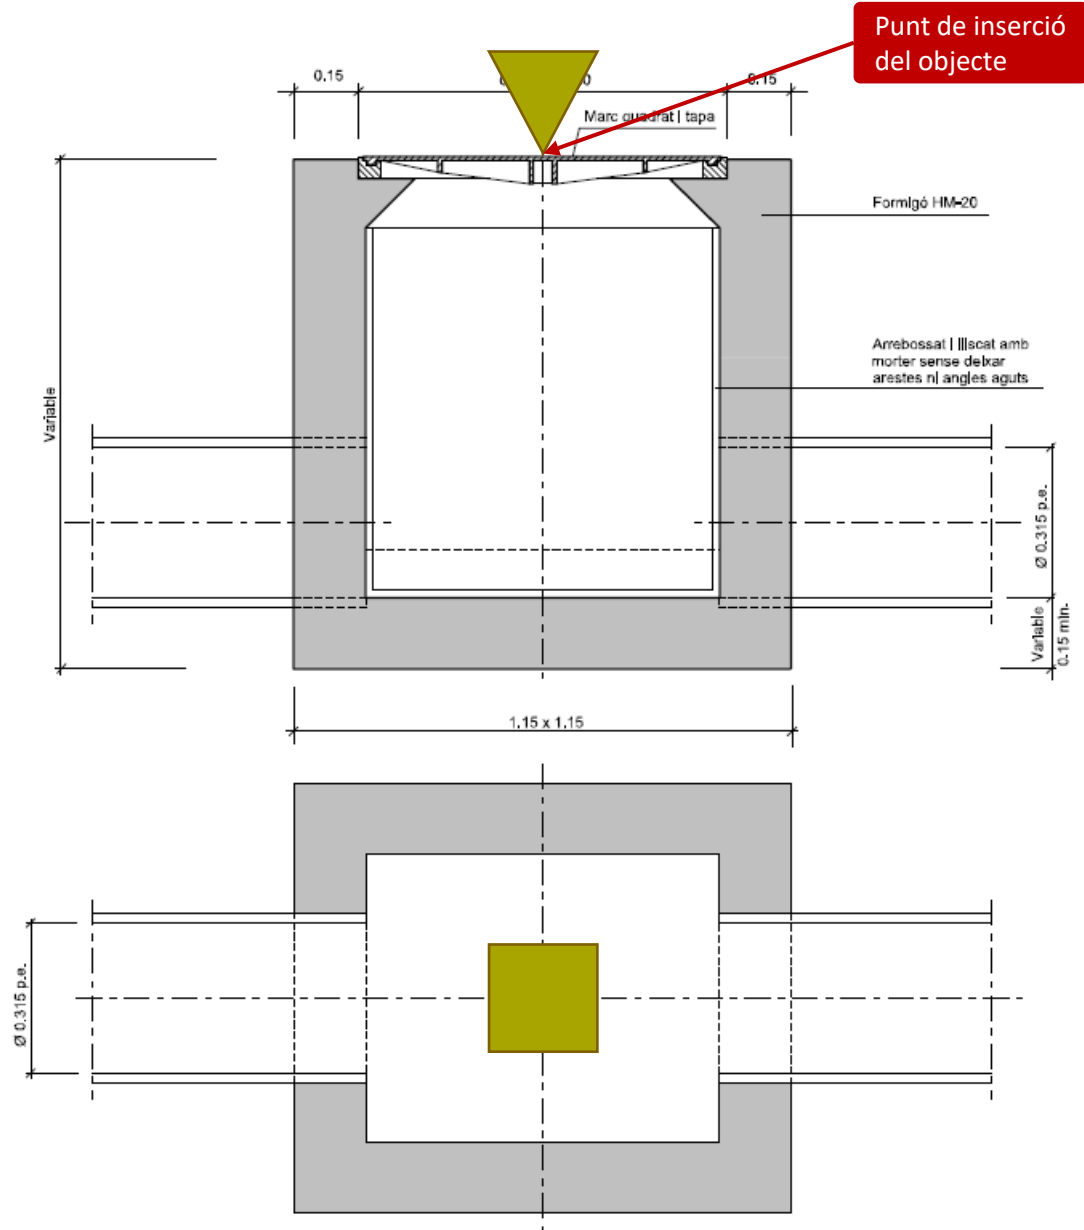 Punt de inserció
del objecte
0.15
0.15
Marc quadrat i tapa
Formigó HM-20
Arrebossat i lliscat amb
morter sense deixar
arestes ni angles aguts
Variable
Ø 0.315 p.e.
Variable
0.15 mín.
1.15 x 1.15
Ø 0.315 p.e.